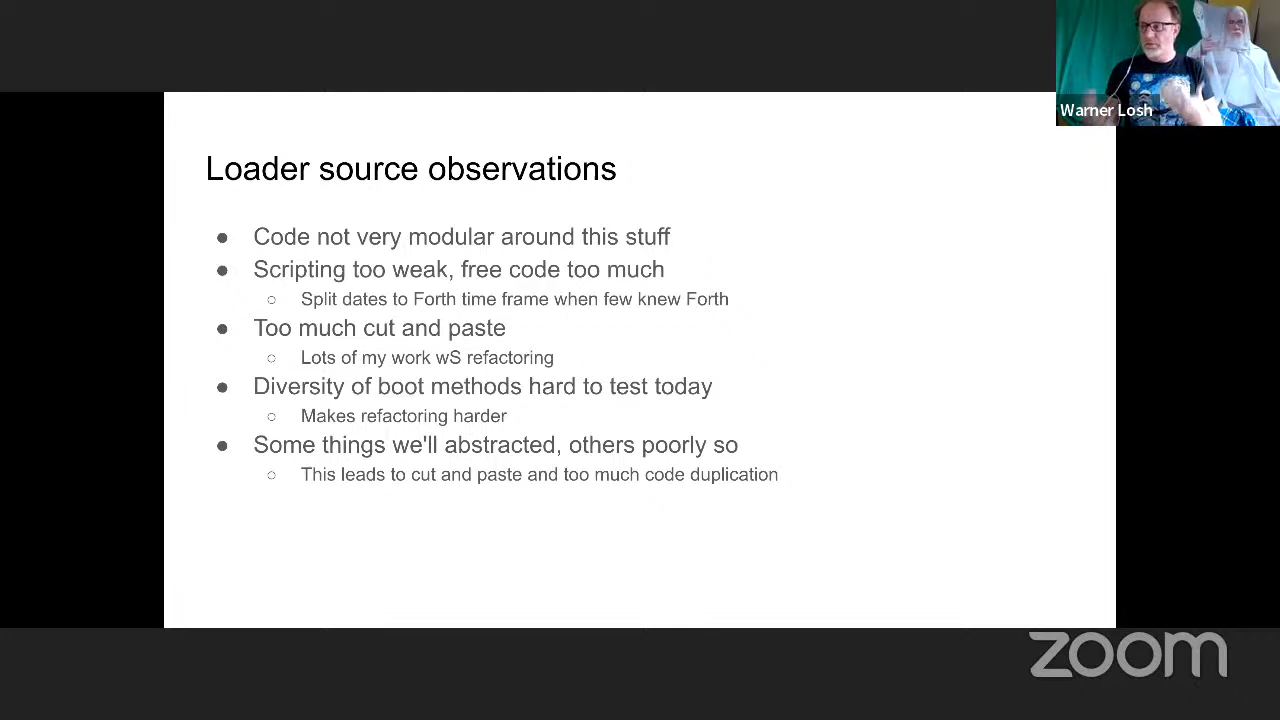 Warner Losh
Loader source observations
● Code not very modular around this stuff
● Scripting too weak, free code too much
○ Split dates to Forth time frame when few knew Forth
● Too much cut and paste
○ Lots of my work wS refactoring
● Diversity of boot methods hard to test today
○ Makes refactoring harder
● Some things we'll abstracted, others poorly so
○ This leads to cut and paste and too much code duplication
zoom